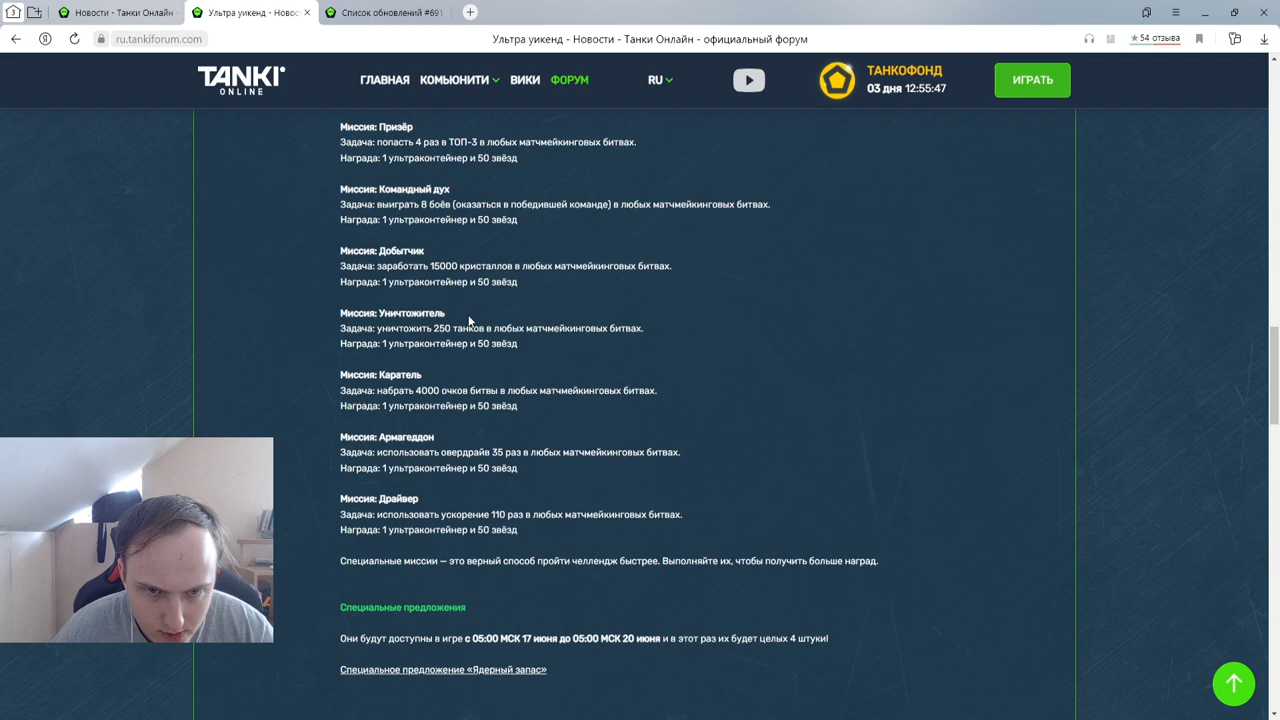 Новости - Танки Онлайн
Ультра уикенд - Новос
Список обновлений #691
ru.tankiforum.com
Ультра уикенд - Новости - Танки Онлайн - официальный форум
★ 54 отзыва
TANKI
ONLINE
ГЛАВНАЯ
КОМЬЮНИТИ
ВИКИ
ФОРУМ
RU
ТАНКОФОНД
03 дня 12:55:47
ИГРАТЬ
Миссия: Призёр
Задача: попасть 4 раз в ТОП-3 в любых матчмейкинговых битвах.
Награда: 1 ультраконтейнер и 50 звёзд
Миссия: Командный дух
Задача: выиграть 8 боёв (оказаться в победившей команде) в любых матчмейкинговых битвах.
Награда: 1 ультраконтейнер и 50 звёзд
Миссия: Добытчик
Задача: заработать 15000 кристаллов в любых матчмейкинговых битвах.
Награда: 1 ультраконтейнер и 50 звёзд
Миссия: Уничтожитель
Задача: уничтожить 250 танков в любых матчмейкинговых битвах.
Награда: 1 ультраконтейнер и 50 звёзд
Миссия: Каратель
Задача: набрать 4000 очков битвы в любых матчмейкинговых битвах.
Награда: 1 ультраконтейнер и 50 звёзд
Миссия: Армагеддон
Задача: использовать овердрайв 35 раз в любых матчмейкинговых битвах.
Награда: 1 ультраконтейнер и 50 звёзд
Миссия: Драйвер
Задача: использовать ускорение 110 раз в любых матчмейкинговых битвах.
Награда: 1 ультраконтейнер и 50 звёзд
Специальные миссии — это верный способ пройти челлендж быстрее. Выполняйте их, чтобы получить больше наград.
Специальные предложения
Они будут доступны в игре с 05:00 МСК 17 июня до 05:00 МСК 20 июня и в этот раз их будет целых 4 штуки!
Специальное предложение «Ядерный запас»